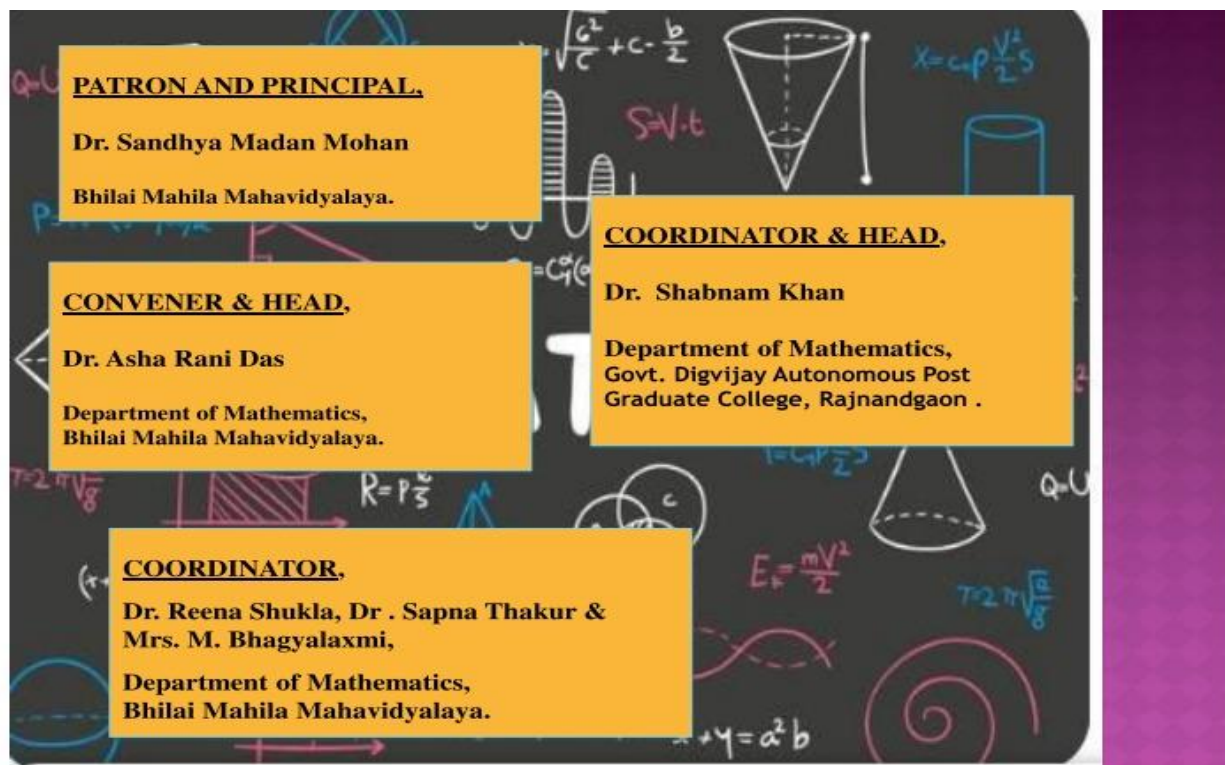 PATRON AND PRINCIPAL,
Dr. Sandhya Madan Mohan
Bhilai Mahila Mahavidyalaya.
COORDINATOR & HEAD,
Dr. Shabnam Khan
Department of Mathematics,
Govt. Digvijay Autonomous Post
Graduate College, Rajnandgaon .
CONVENER & HEAD,
Dr. Asha Rani Das
Department of Mathematics,
Bhilai Mahila Mahavidyalaya.
COORDINATOR,
Dr. Reena Shukla, Dr . Sapna Thakur &
Mrs. M. Bhagyalaxmi,
Department of Mathematics,
Bhilai Mahila Mahavidyalaya.
S=V·t
R=P
C
Q=U
+y=a²b